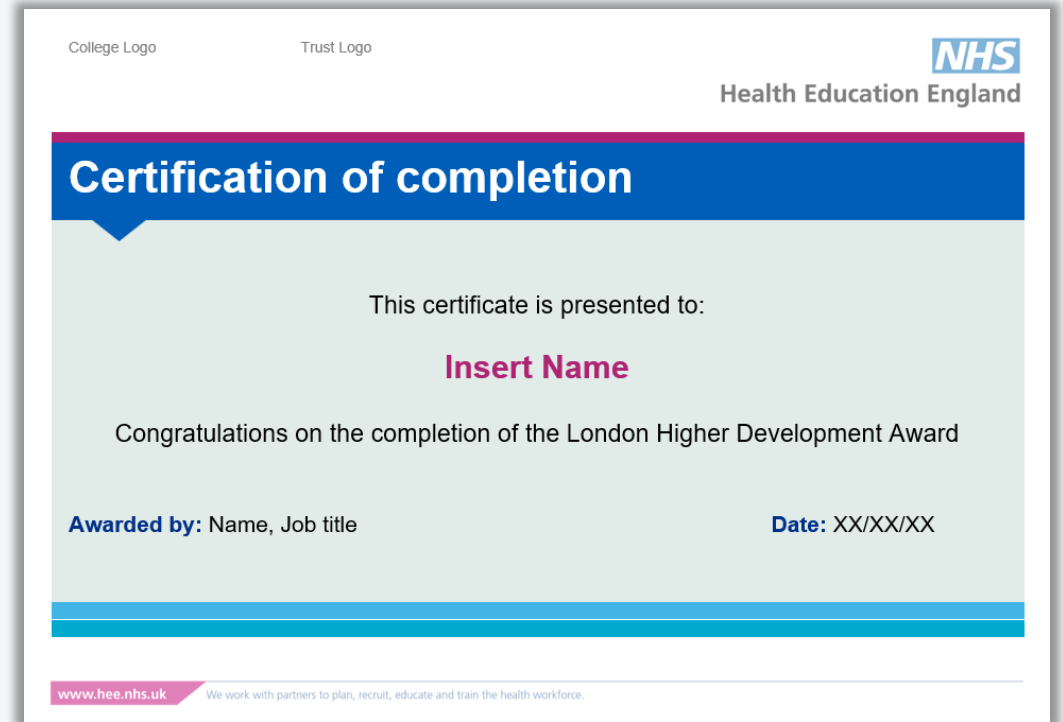 College Logo
Trust Logo
NHS
Health Education England
Certification of completion
This certificate is presented to:
Insert Name
Congratulations on the completion of the London Higher Development Award
Awarded by: Name, Job title
Date: XX/XX/XX
www.hee.nhs.uk
We work with partners to plan, recruit, educate and train the health workforce.